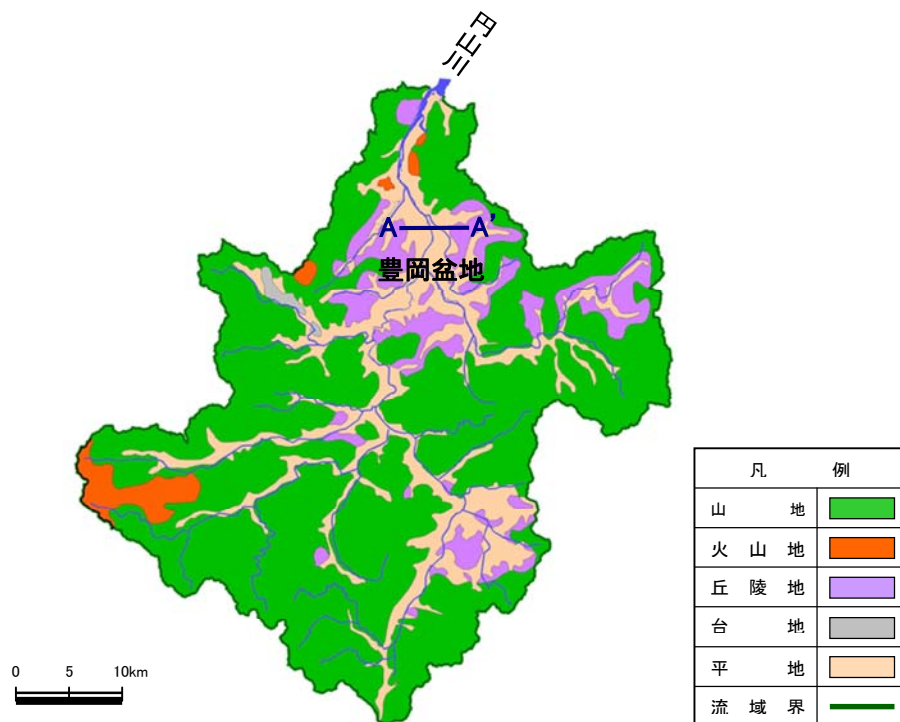 円山川
A A'
豊岡盆地
0 5 10km
凡 例
山 地
火 山 地
丘 陵 地
台 地
平 地
流 域 界